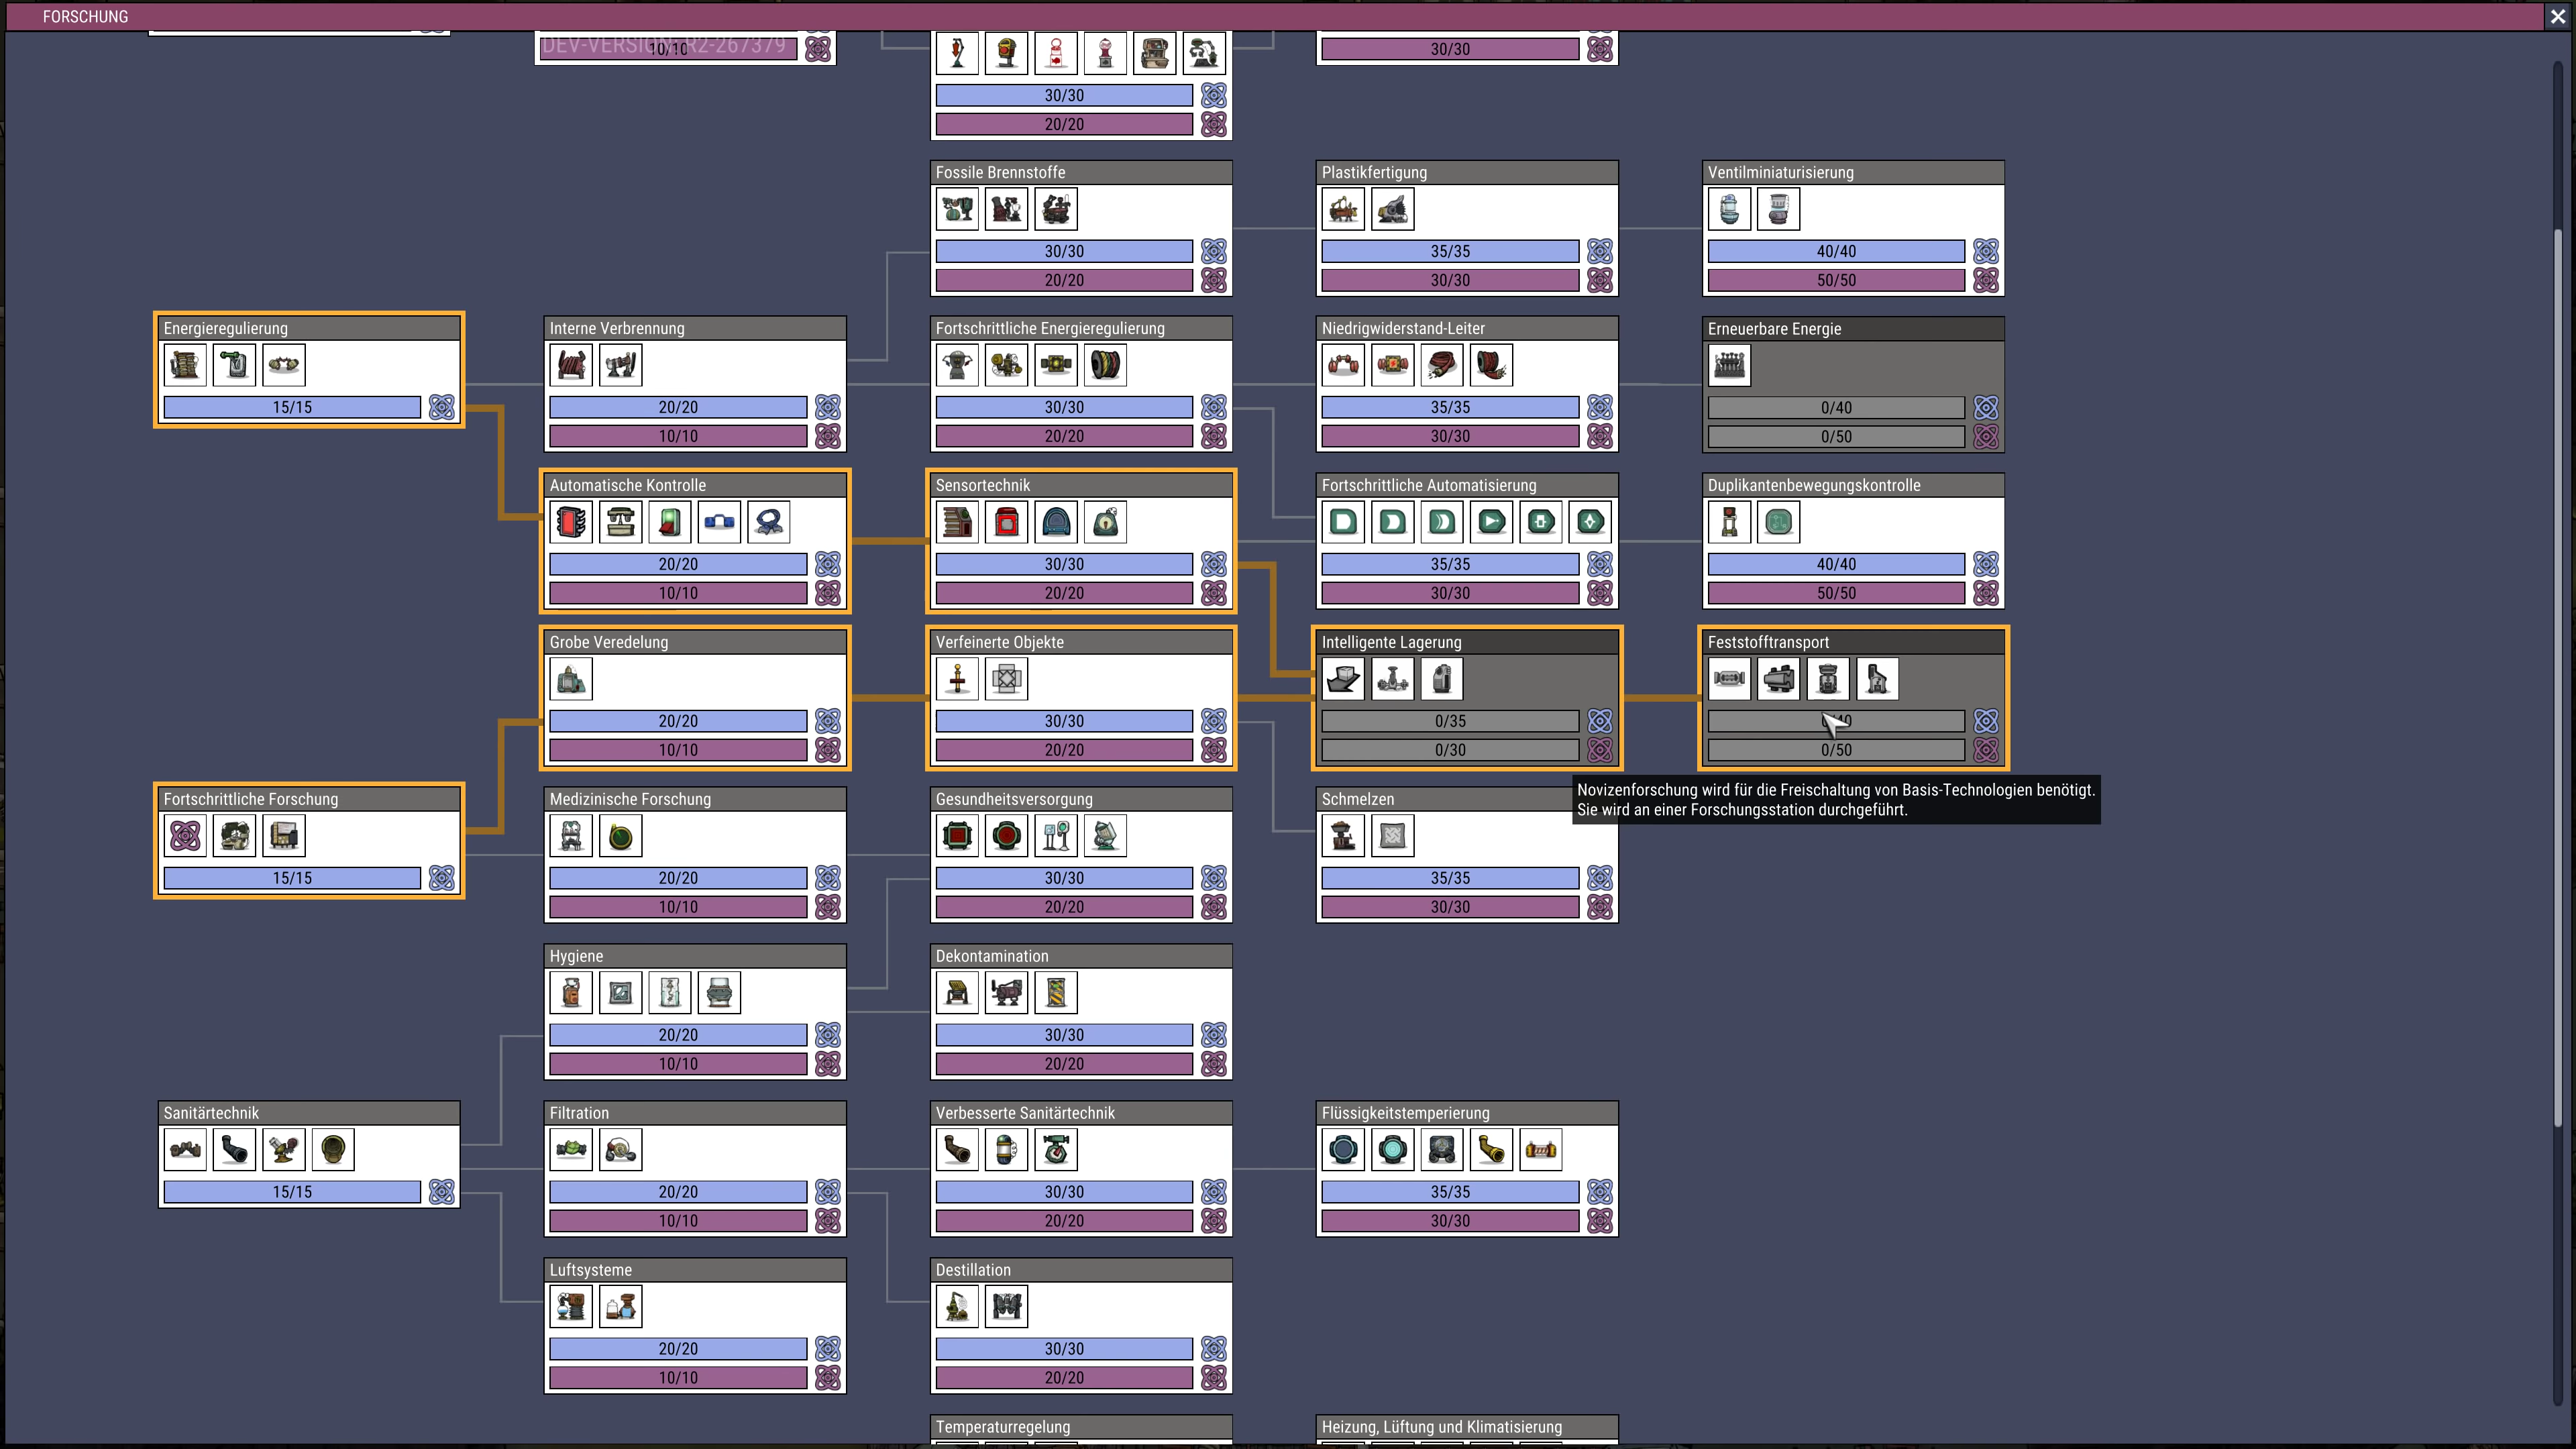 FORSCHUNG
DEV-VERSION: R2-267379
10/10
30/30
30/30
20/20
Fossile Brennstoffe
30/30
20/20
Plastikfertigung
35/35
30/30
Ventilminiaturisierung
40/40
50/50
Energieregulierung
15/15
Interne Verbrennung
20/20
10/10
Fortschrittliche Energieregulierung
30/30
20/20
Niedrigwiderstand-Leiter
35/35
30/30
Erneuerbare Energie
0/40
0/50
Automatische Kontrolle
20/20
10/10
Sensortechnik
30/30
20/20
Fortschrittliche Automatisierung
35/35
30/30
Duplikantenbewegungskontrolle
40/40
50/50
Grobe Veredelung
20/20
10/10
Verfeinerte Objekte
30/30
20/20
Intelligente Lagerung
0/35
0/30
Feststofftransport
0/50
Novizenforschung wird für die Freischaltung von Basis-Technologien benötigt.
Sie wird an einer Forschungsstation durchgeführt.
Fortschrittliche Forschung
15/15
Medizinische Forschung
20/20
10/10
Gesundheitsversorgung
30/30
20/20
Schmelzen
35/35
30/30
Hygiene
20/20
10/10
Dekontamination
30/30
20/20
Sanitärtechnik
15/15
Filtration
20/20
10/10
Verbesserte Sanitärtechnik
30/30
20/20
Flüssigkeitstemperierung
35/35
30/30
Luftsysteme
20/20
10/10
Destillation
30/30
20/20
Temperaturregelung
Heizung, Lüftung und Klimatisierung